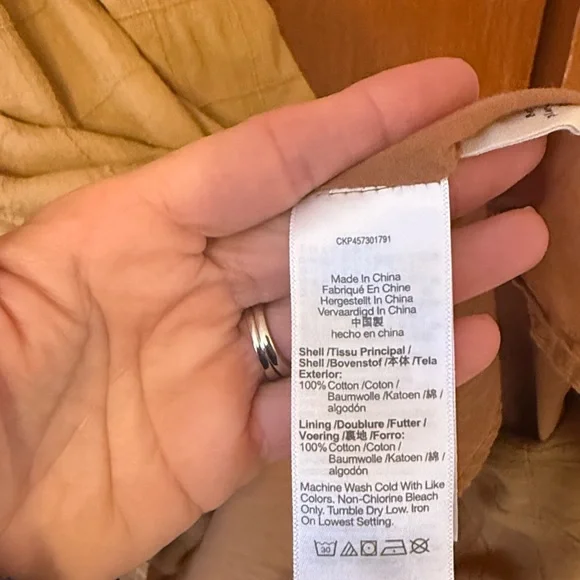 CKP457301791
Made In China
Fabriqué En Chine
Hergestellt In China
Vervaardigd In China
中国製
hecho en china
Shell /Tissu Principal /
Shell /Bovenstof /本体 /Tela
Exterior:
100% Cotton /Coton /
Baumwolle /Katoen /綿 /
algodón
Lining /Doublure /Futter /
Voering /裏地 /Forro:
100% Cotton /Coton /
Baumwolle /Katoen /綿 /
algodón
Machine Wash Cold With Like
Colors. Non-Chlorine Bleach
Only. Tumble Dry Low. Iron
On Lowest Setting.
30